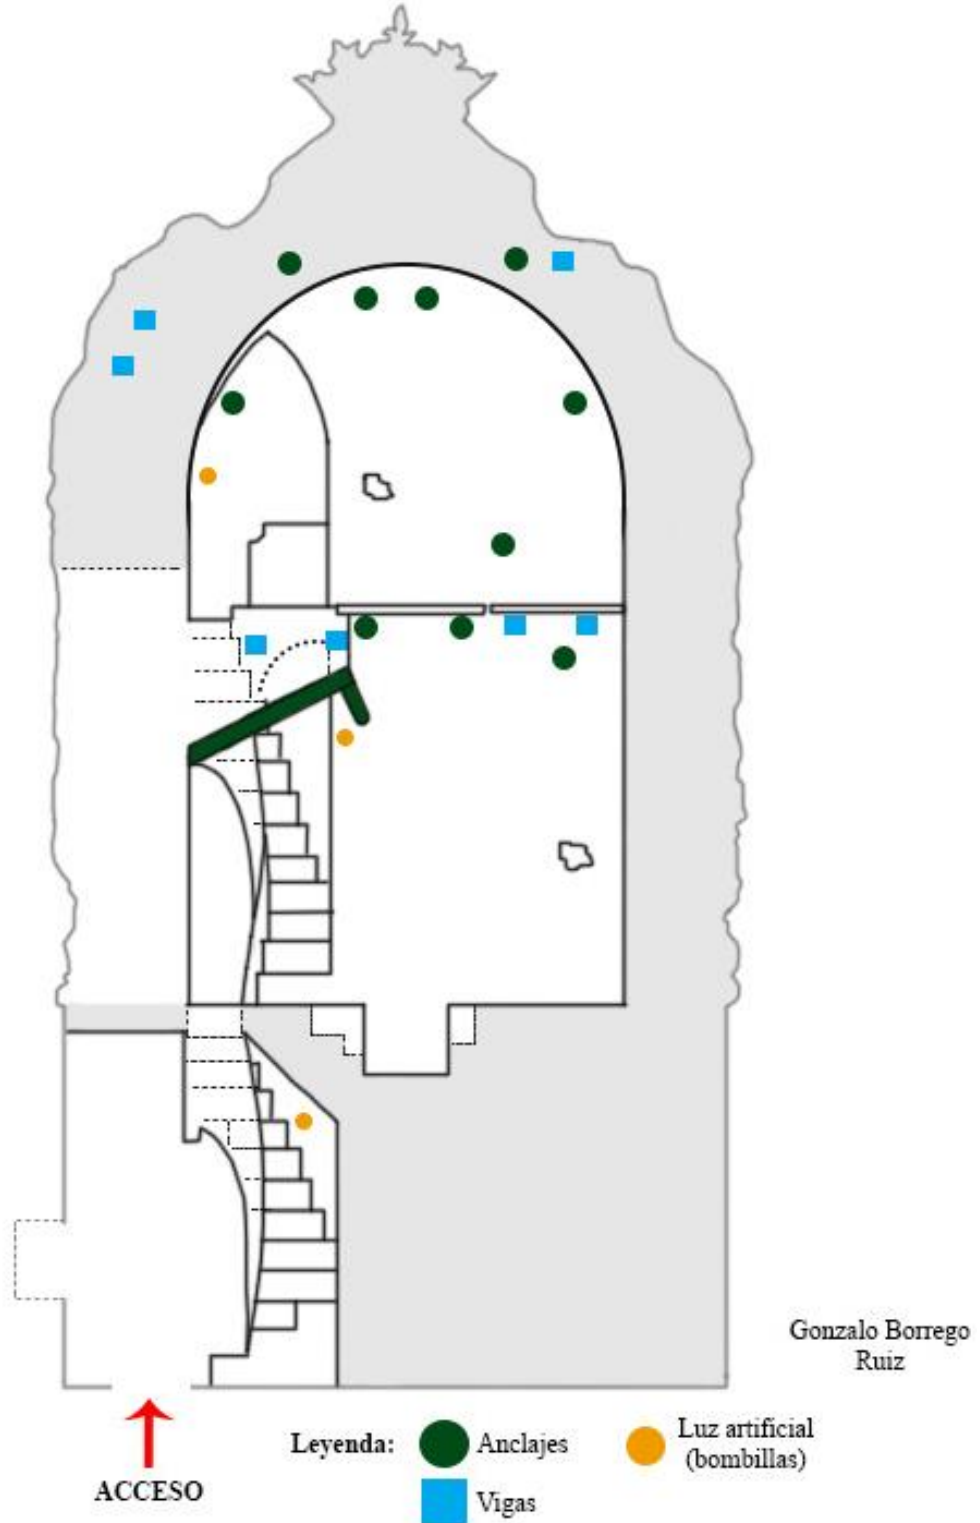 Gonzalo Borrego
Ruiz
Leyenda:
Anclajes
Luz artificial
(bombillas)
Vigas
ACCESO